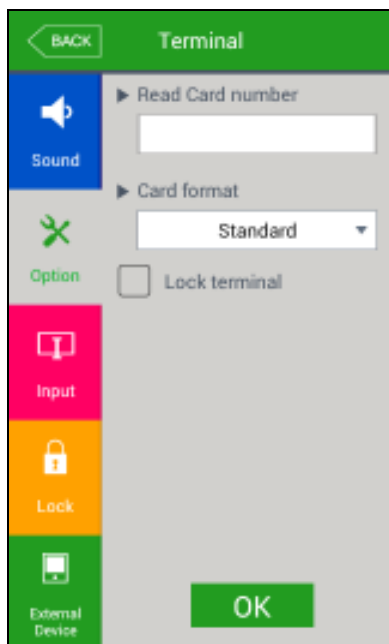 BACK
Terminal
Sound
Option
Input
Lock
External
Device
Read Card number
Card format
Standard
Lock terminal
OK